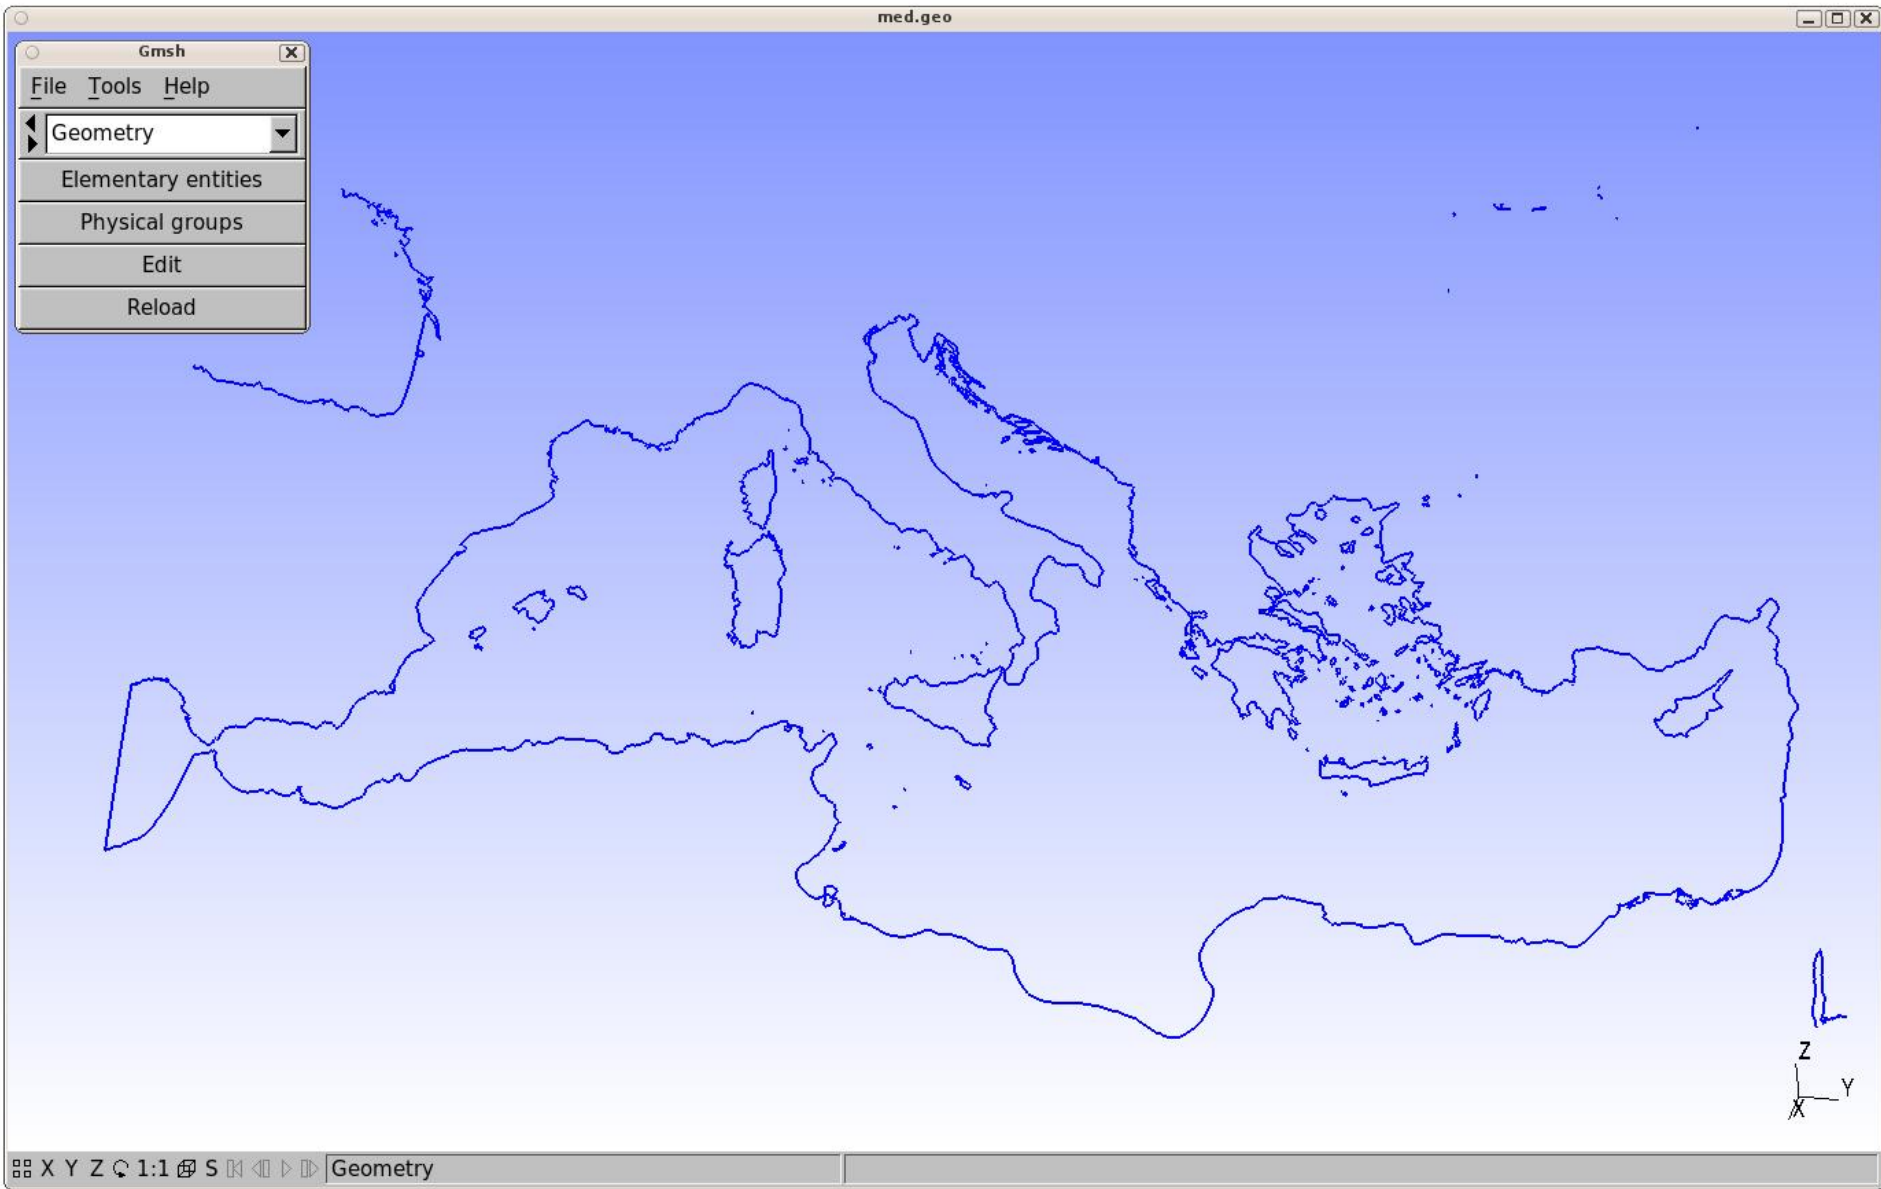 med.geo
Gmsh
File Tools Help
Geometry
Elementary entities
Physical groups
Edit
Reload
Z
Y
X
X Y Z 1:1 S Geometry